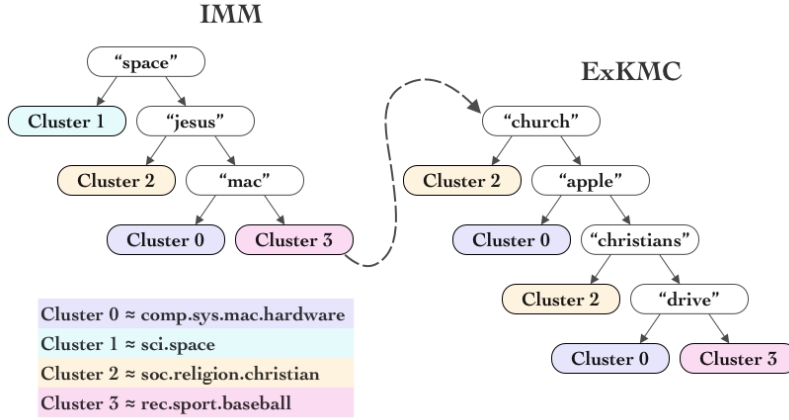 IMM
“space”
Cluster 1
“jesus”
Cluster 2
“mac”
Cluster 0
Cluster 3
ExKMC
“church”
Cluster 2
“apple”
Cluster 0
“christians”
Cluster 2
“drive”
Cluster 0
Cluster 3
Cluster 0 ≈ comp.sys.mac.hardware
Cluster 1 ≈ sci.space
Cluster 2 ≈ soc.religion.christian
Cluster 3 ≈ rec.sport.baseball